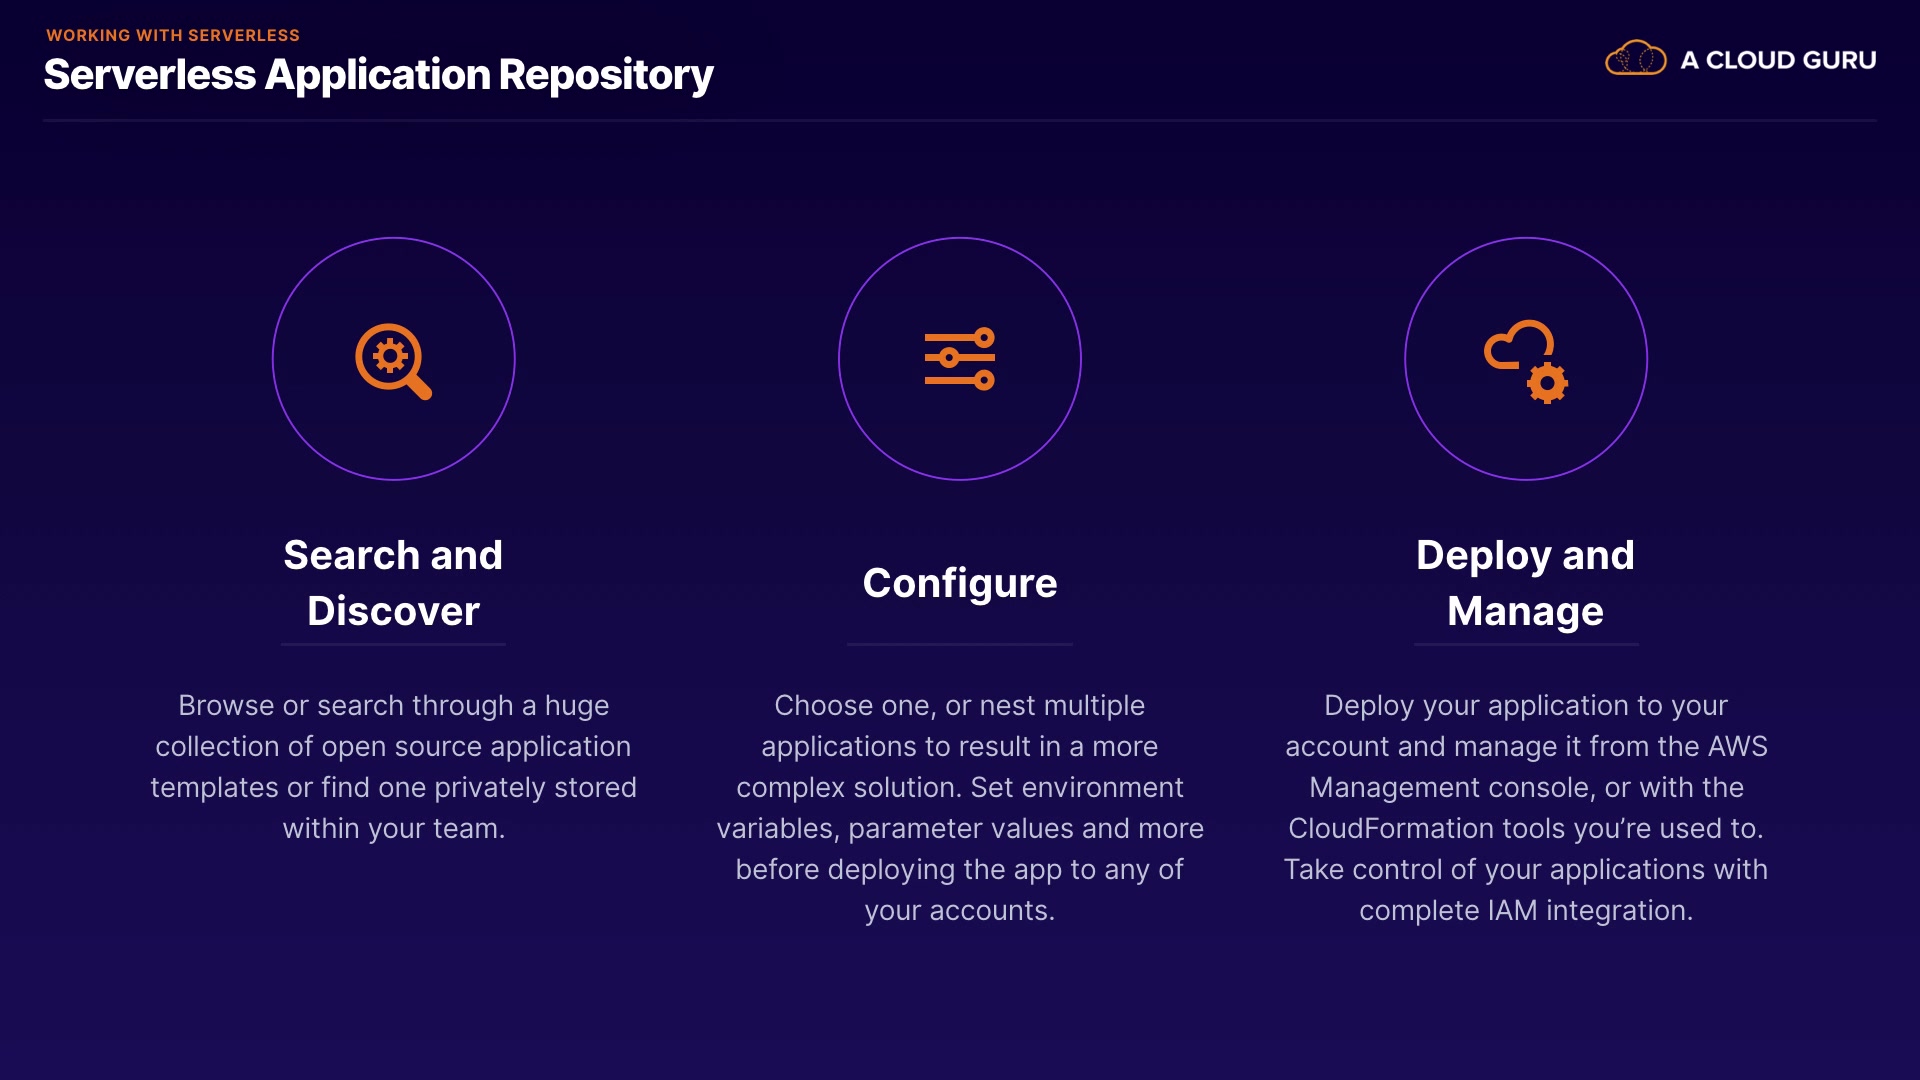 WORKING WITH SERVERLESS
Serverless Application Repository
A CLOUD GURU
Search and
Discover
Browse or search through a huge
collection of open source application
templates or find one privately stored
within your team.
Configure
Choose one, or nest multiple
applications to result in a more
complex solution. Set environment
variables, parameter values and more
before deploying the app to any of
your accounts.
Deploy and
Manage
Deploy your application to your
account and manage it from the AWS
Management console, or with the
CloudFormation tools you’re used to.
Take control of your applications with
complete IAM integration.